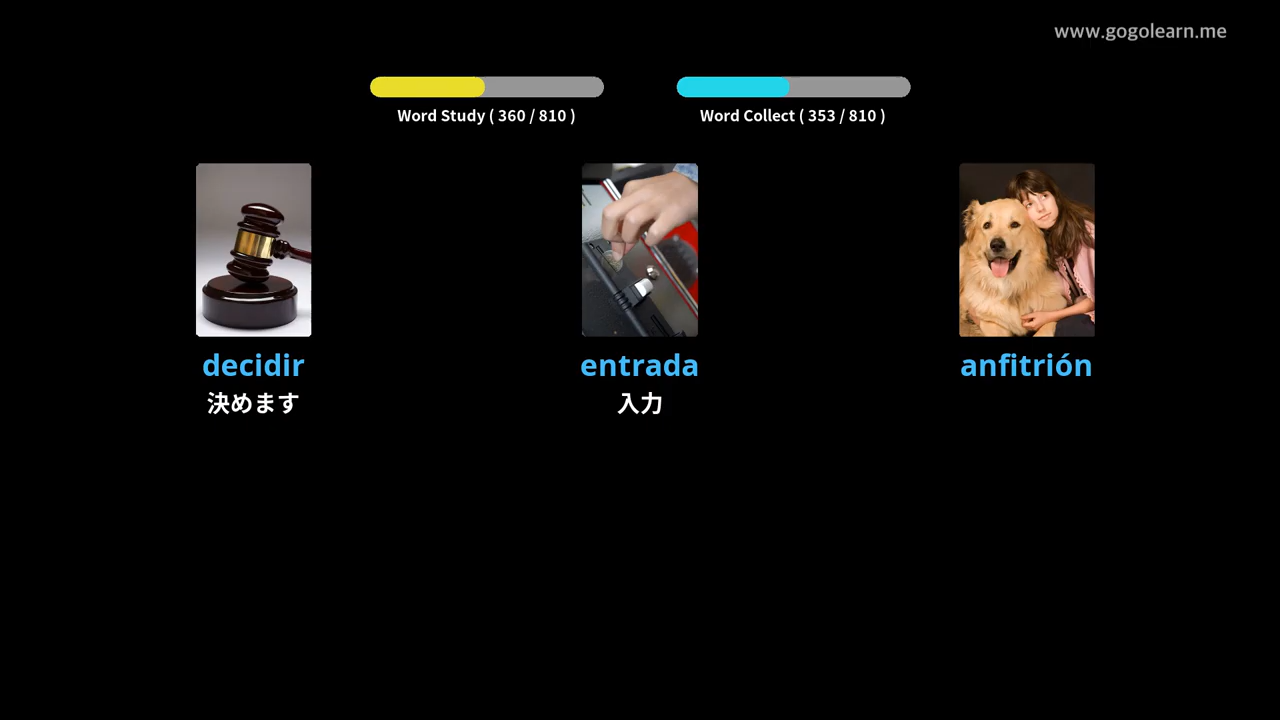 www.gogolearn.me
Word Study ( 360 / 810 )
Word Collect ( 353 / 810 )
decidir
決めます
entrada
入力
anfitrión